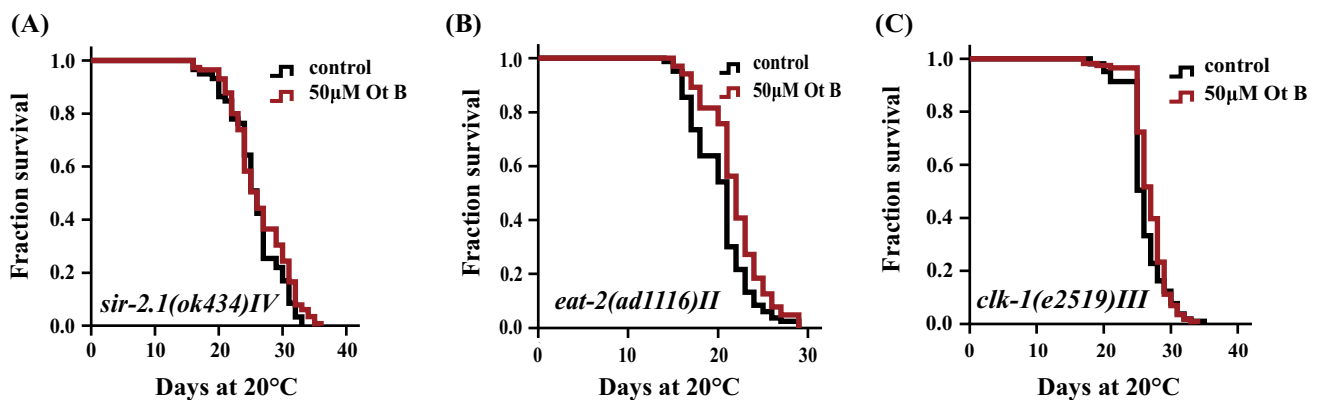 (A)
1.0
0.8
0.6
0.4
0.2
0.0
0
10
20
30
40
Fraction survival
Days at 20°C
control
50µM Ot B
sir-2.1(ok434)IV
(B)
1.0
0.8
0.6
0.4
0.2
0.0
0
10
20
30
Fraction survival
Days at 20°C
control
50µM Ot B
eat-2(ad1116)II
(C)
1.0
0.8
0.6
0.4
0.2
0.0
0
10
20
30
40
Fraction survival
Days at 20°C
control
50µM Ot B
clk-1(e2519)III